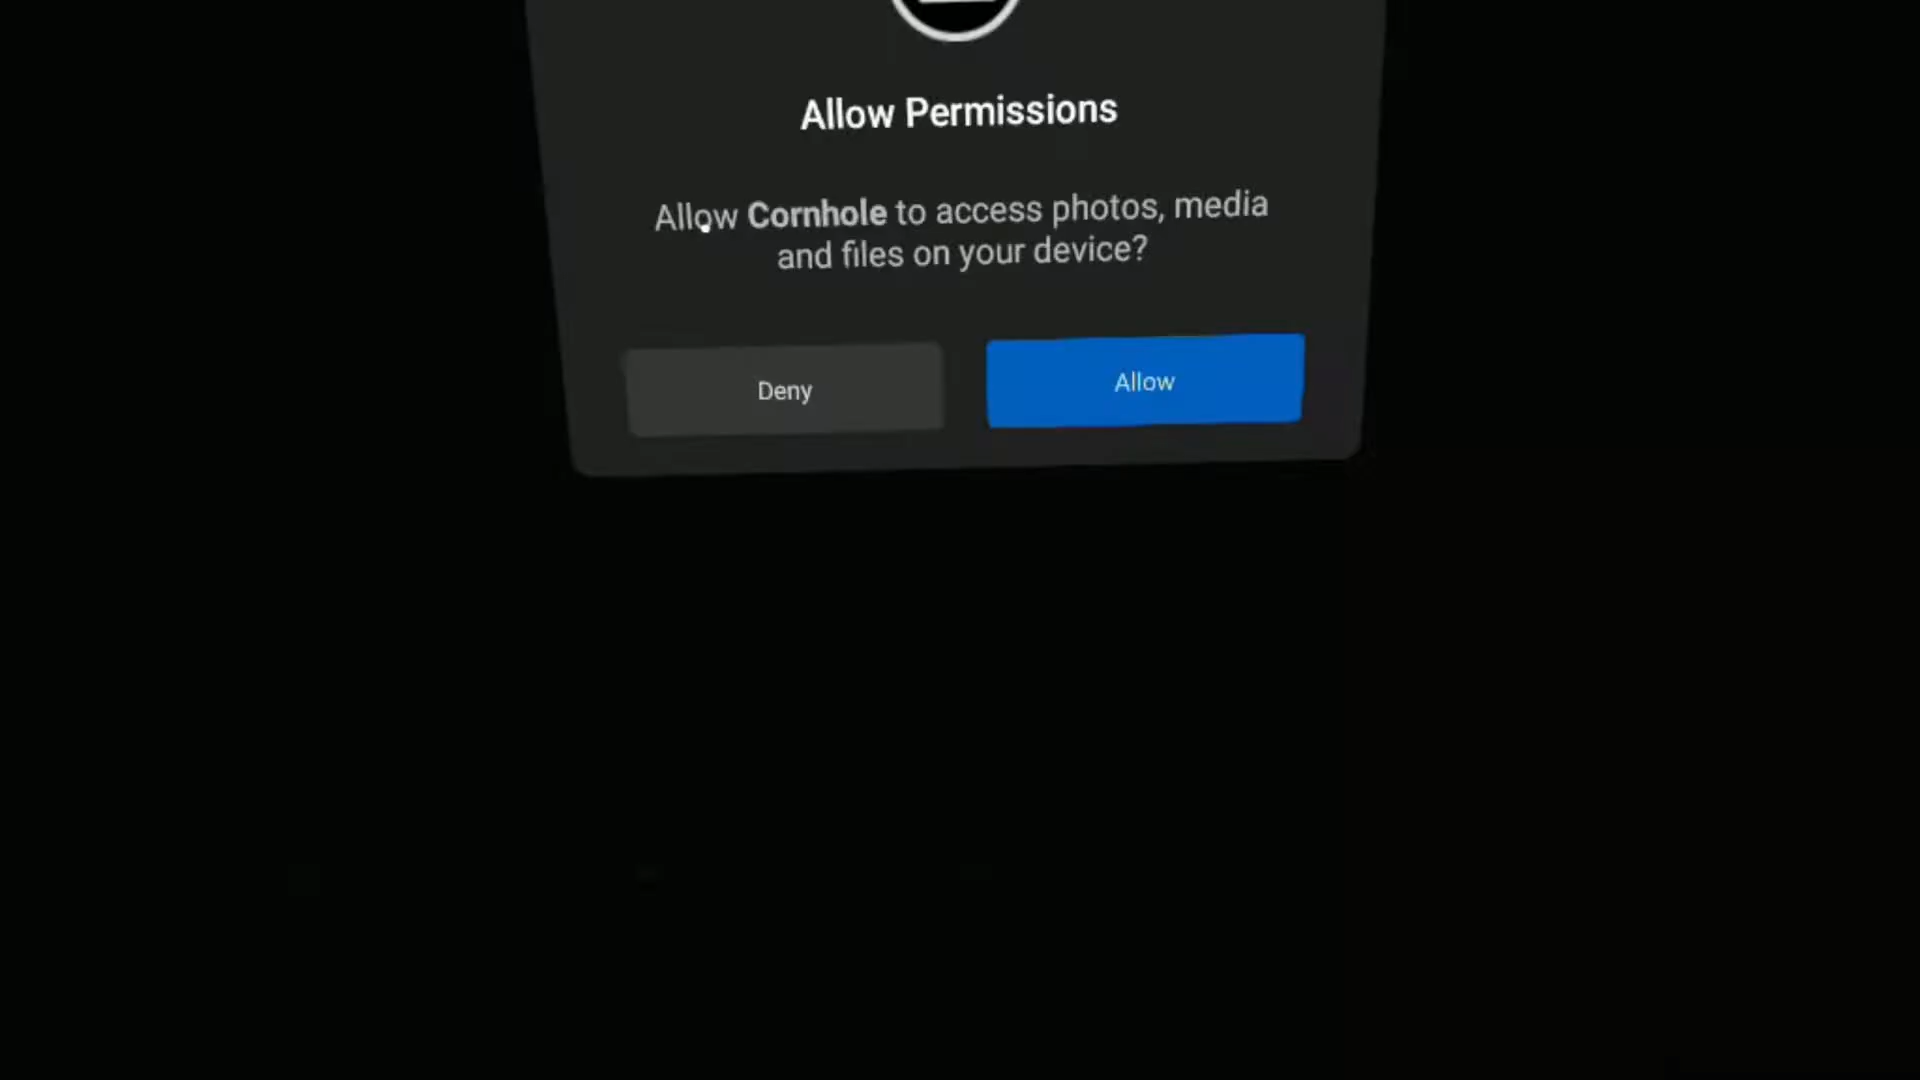 Allow Permissions
Allow Cornhole to access photos, media
and files on your device?
Deny
Allow